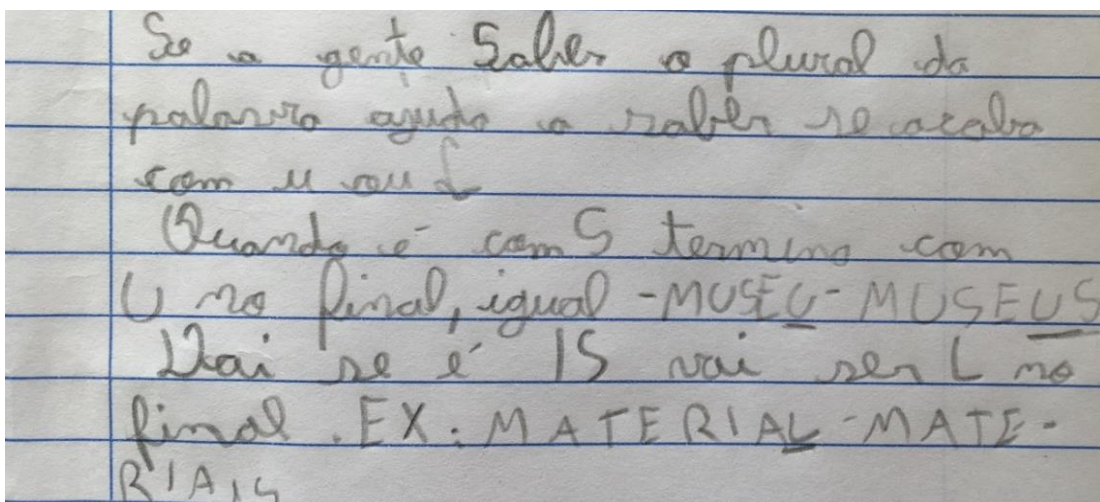 Se a gente Saber o plural da
palavra ajuda a saber se acaba
com u ou L
Quando é com S termina com
U no final, igual -MUSEU- MUSEUS
Dai se é IS vai ser L no
final. EX: MATERIAL -MATE-
RIAIS